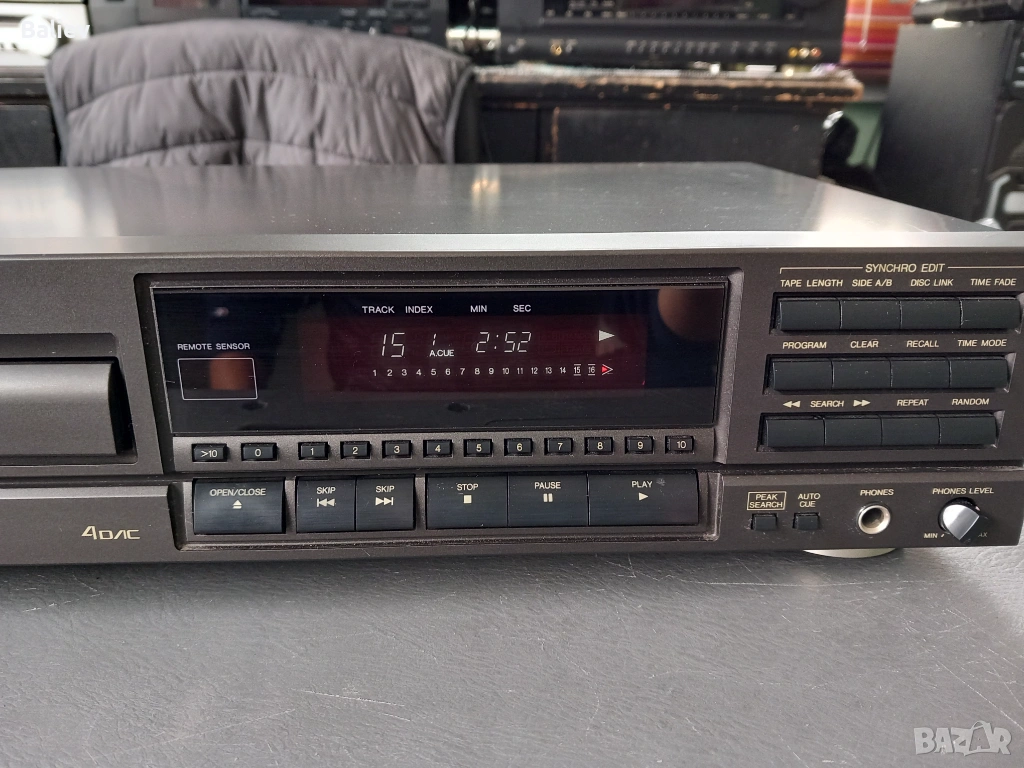 Baliev
SYNCHRO EDIT
TAPE LENGTH SIDE A/B DISC LINK TIME FADE
TRACK INDEX MIN SEC
REMOTE SENSOR
15 1 A.CUE 2:52
1 2 3 4 5 6 7 8 9 10 11 12 13 14 15 16
PROGRAM CLEAR RECALL TIME MODE
SEARCH REPEAT RANDOM
>10 0 1 2 3 4 5 6 7 8 9 10
OPEN/CLOSE SKIP SKIP STOP PAUSE PLAY
PEAK SEARCH AUTO CUE PHONES PHONES LEVEL
MIN
4DAC
BAZAR